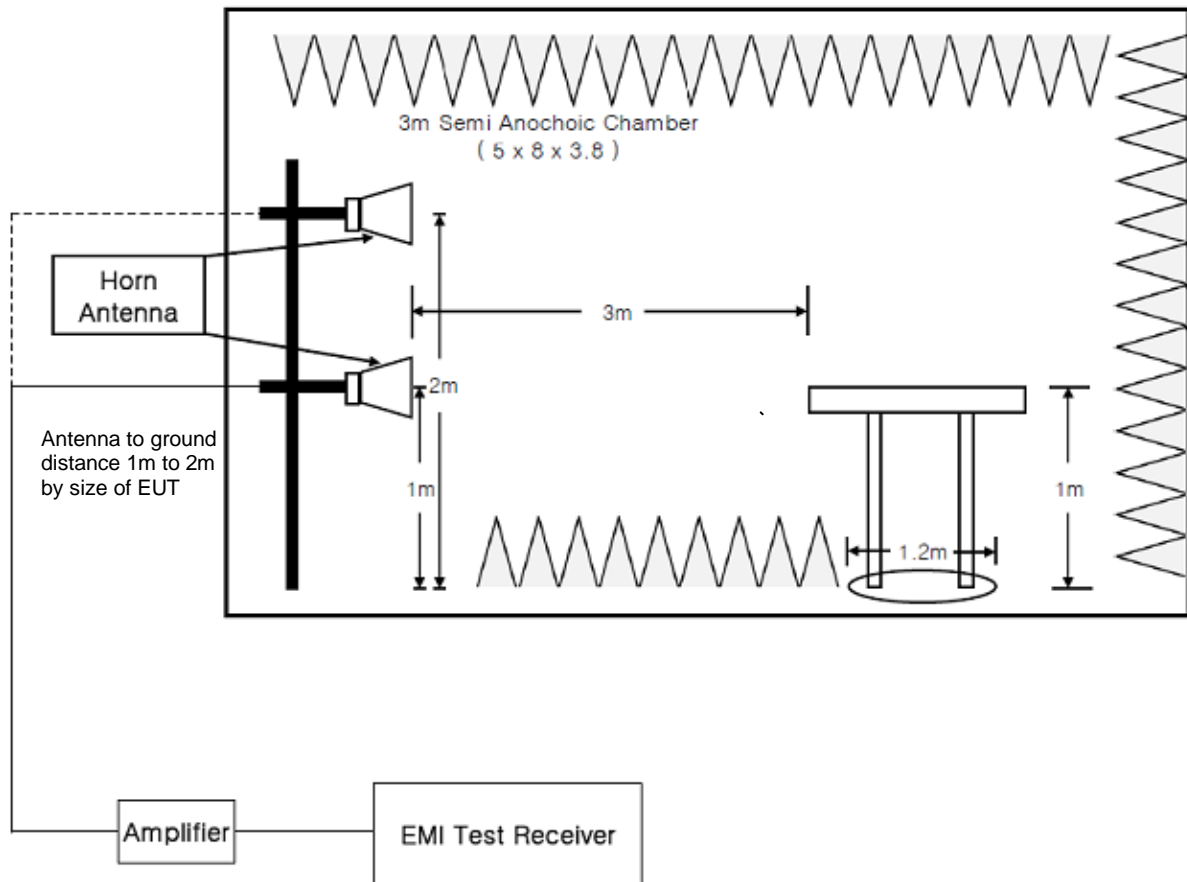 3m Semi Anochoic Chamber
( 5 x 8 x 3.8 )
Horn
Antenna
3m
2m
Antenna to ground
distance 1m to 2m
by size of EUT
1m
1m
1.2m
Amplifier
EMI Test Receiver